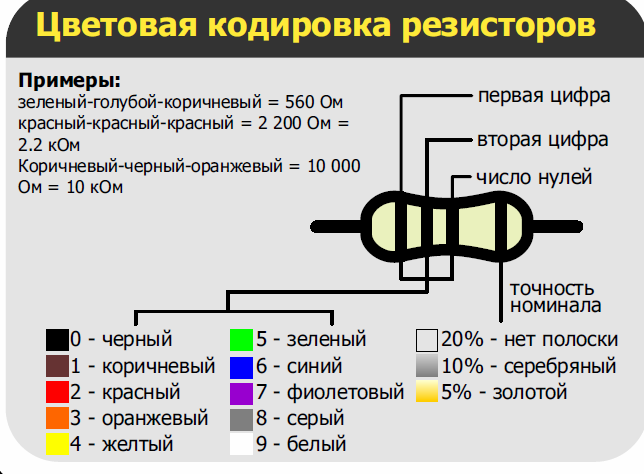 Цветовая кодировка резисторов
Примеры:
зеленый-голубой-коричневый = 560 Ом
красный-красный-красный = 2 200 Ом =
2.2 кОм
Коричневый-черный-оранжевый = 10 000
Ом = 10 кОм
первая цифра
вторая цифра
число нулей
точность
номинала
0 - черный
1 - коричневый
2 - красный
3 - оранжевый
4 - желтый
5 - зеленый
6 - синий
7 - фиолетовый
8 - серый
9 - белый
20% - нет полоски
10% - серебряный
5% - золотой